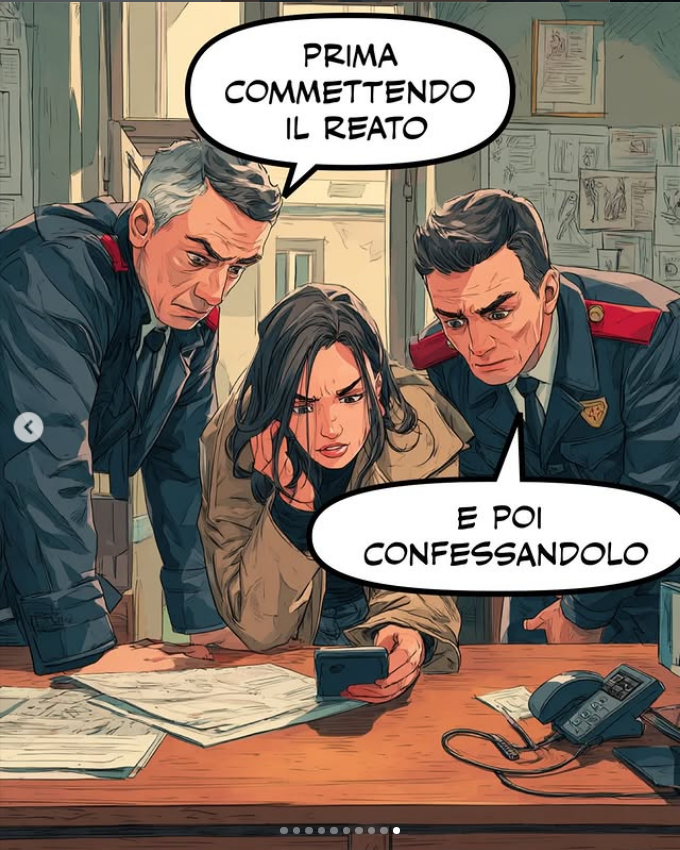 PRIMA
COMMETTENDO
IL REATO
E POI
CONFESSANDOLO